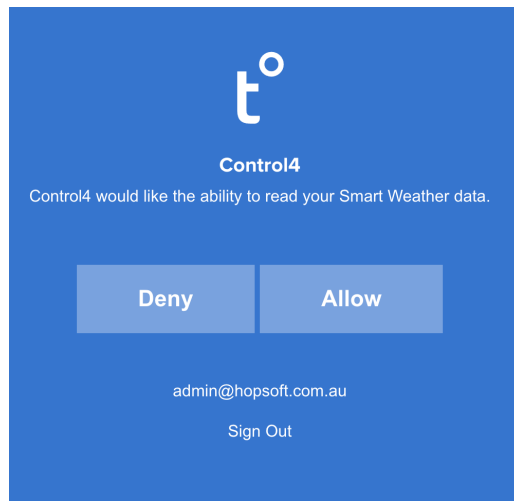 t°
Control4
Control4 would like the ability to read your Smart Weather data.
Deny Allow
admin@hopsoft.com.au
Sign Out